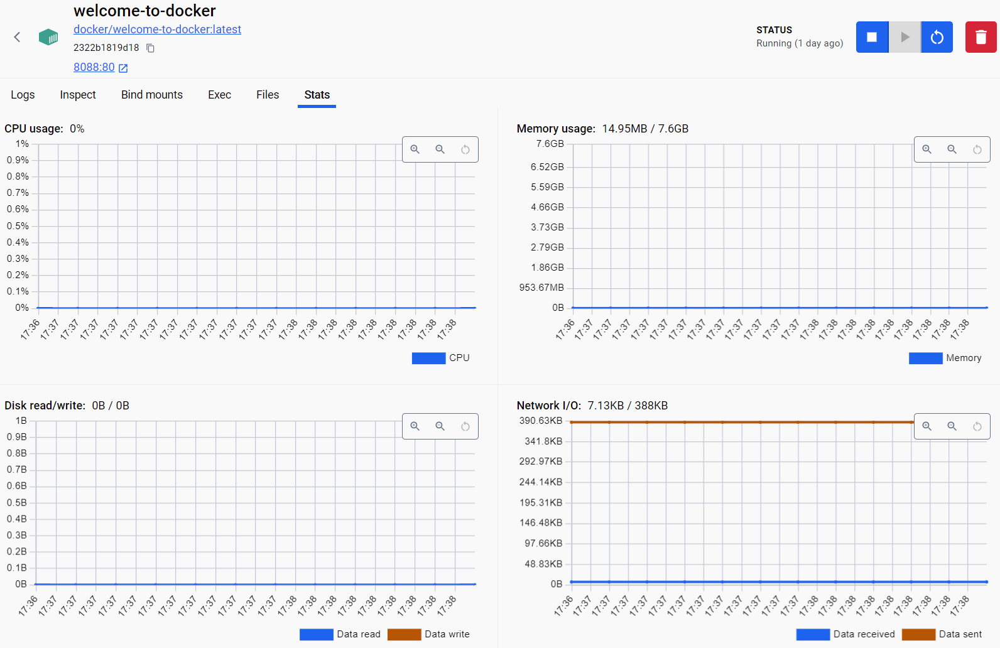 welcome-to-docker
docker/welcome-to-docker:latest
2322b1819d18
8088:80
STATUS
Running (1 day ago)
Logs Inspect Bind mounts Exec Files Stats
CPU usage: 0%
1%
0.9%
0.8%
0.7%
0.6%
0.5%
0.4%
0.3%
0.2%
0.1%
0%
17:36 17:37 17:37 17:37 17:37 17:37 17:37 17:37 17:37 17:37 17:37 17:37 17:37 17:38 17:38 17:38 17:38 17:38 17:38 17:38 17:38 17:38
CPU
Memory usage: 14.95MB / 7.6GB
7.6GB
6.52GB
5.59GB
4.66GB
3.73GB
2.79GB
1.86GB
953.67MB
0B
17:36 17:37 17:37 17:37 17:37 17:37 17:37 17:37 17:37 17:37 17:37 17:37 17:37 17:38 17:38 17:38 17:38 17:38 17:38 17:38 17:38 17:38
Memory
Disk read/write: 0B / 0B
1B
0.9B
0.8B
0.7B
0.6B
0.5B
0.4B
0.3B
0.2B
0.1B
0B
17:36 17:37 17:37 17:37 17:37 17:37 17:37 17:37 17:37 17:37 17:37 17:37 17:37 17:38 17:38 17:38 17:38 17:38 17:38 17:38 17:38 17:38
Data read Data write
Network I/O: 7.13KB / 388KB
390.63KB
341.8KB
292.97KB
244.14KB
195.31KB
146.48KB
97.66KB
48.83KB
0B
17:36 17:37 17:37 17:37 17:37 17:37 17:37 17:37 17:37 17:37 17:37 17:37 17:37 17:38 17:38 17:38 17:38 17:38 17:38 17:38 17:38 17:38
Data received Data sent